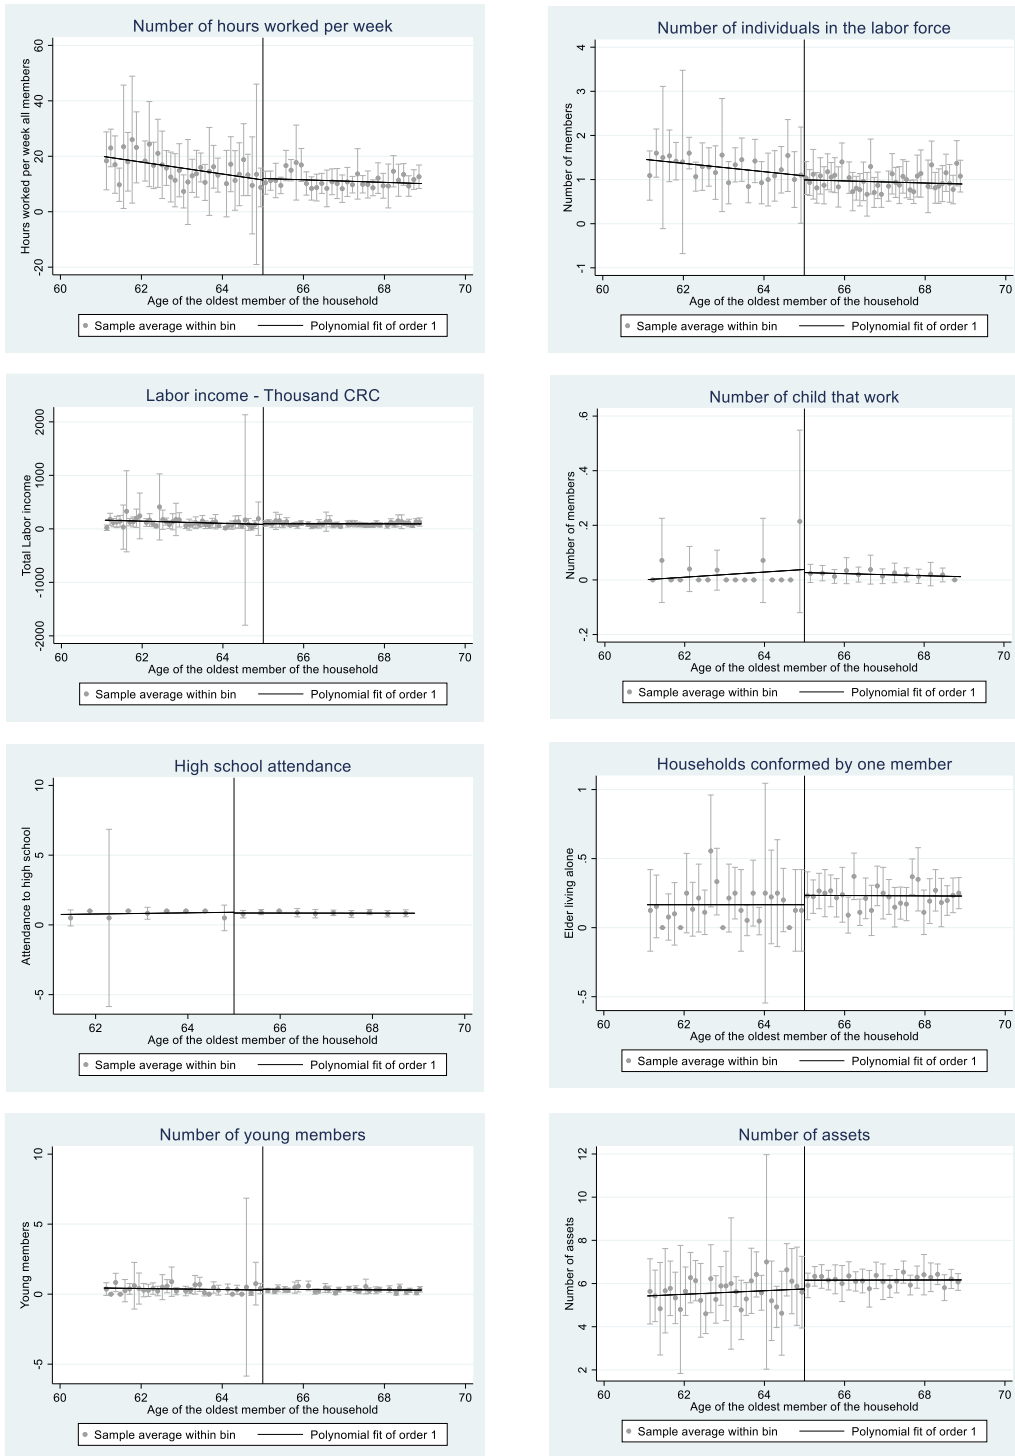 Number of hours worked per week
Hours worked per week all members
60
40
20
0
-20
60 62 64 66 68 70
Age of the oldest member of the household
Sample average within bin Polynomial fit of order 1
Number of individuals in the labor force
Number of members
4
3
2
1
0
-1
60 62 64 66 68 70
Age of the oldest member of the household
Sample average within bin Polynomial fit of order 1
Labor income - Thousand CRC
Total Labor income
2000
1000
0
-1000
-2000
60 62 64 66 68 70
Age of the oldest member of the household
Sample average within bin Polynomial fit of order 1
Number of child that work
Number of members
.6
.4
.2
0
-.2
60 62 64 66 68 70
Age of the oldest member of the household
Sample average within bin Polynomial fit of order 1
High school attendance
Attendance to high school
10
5
0
-5
62 64 66 68 70
Age of the oldest member of the household
Sample average within bin Polynomial fit of order 1
Households conformed by one member
Elder living alone
1
.5
0
-.5
60 62 64 66 68 70
Age of the oldest member of the household
Sample average within bin Polynomial fit of order 1
Number of young members
Young members
10
5
0
-5
60 62 64 66 68 70
Age of the oldest member of the household
Sample average within bin Polynomial fit of order 1
Number of assets
Number of assets
12
10
8
6
4
2
60 62 64 66 68 70
Age of the oldest member of the household
Sample average within bin Polynomial fit of order 1